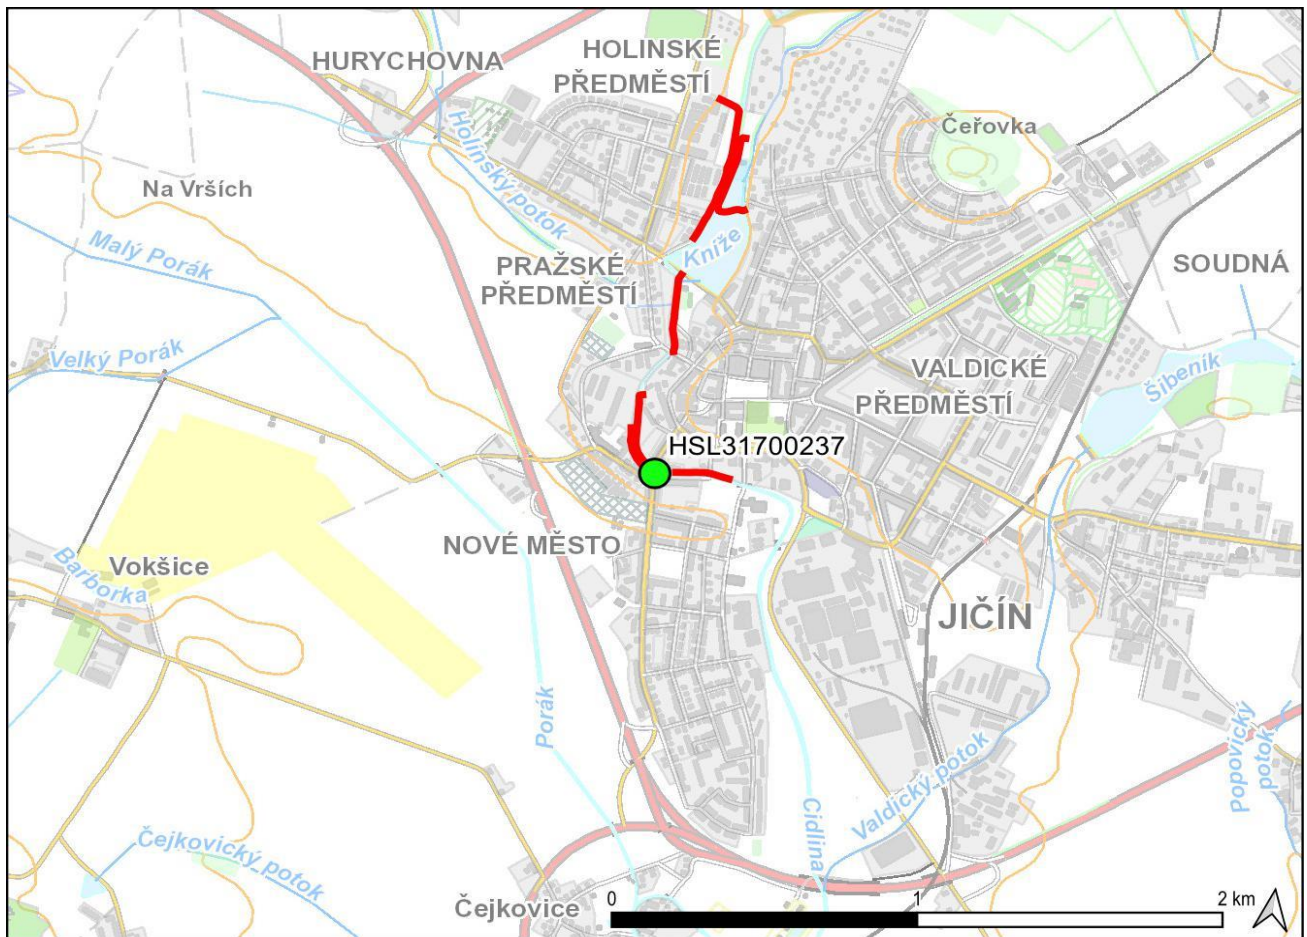 HOLINSKÉ
PŘEDMĚSTÍ
HURYCHOVNA
Holínský potok
Čeřovka
Na Vrších
Malý Porák
Kníže
PRAŽSKÉ
PŘEDMĚSTÍ
SOUDNÁ
Velký Porák
VALDICKÉ
PŘEDMĚSTÍ
Šibeník
HSL31700237
NOVÉ MĚSTO
Vokšice
Barborka
JIČÍN
Porák
Popovický
potok
Valdický potok
Cidlina
Čejkovický potok
Čejkovice
0 1 2 km